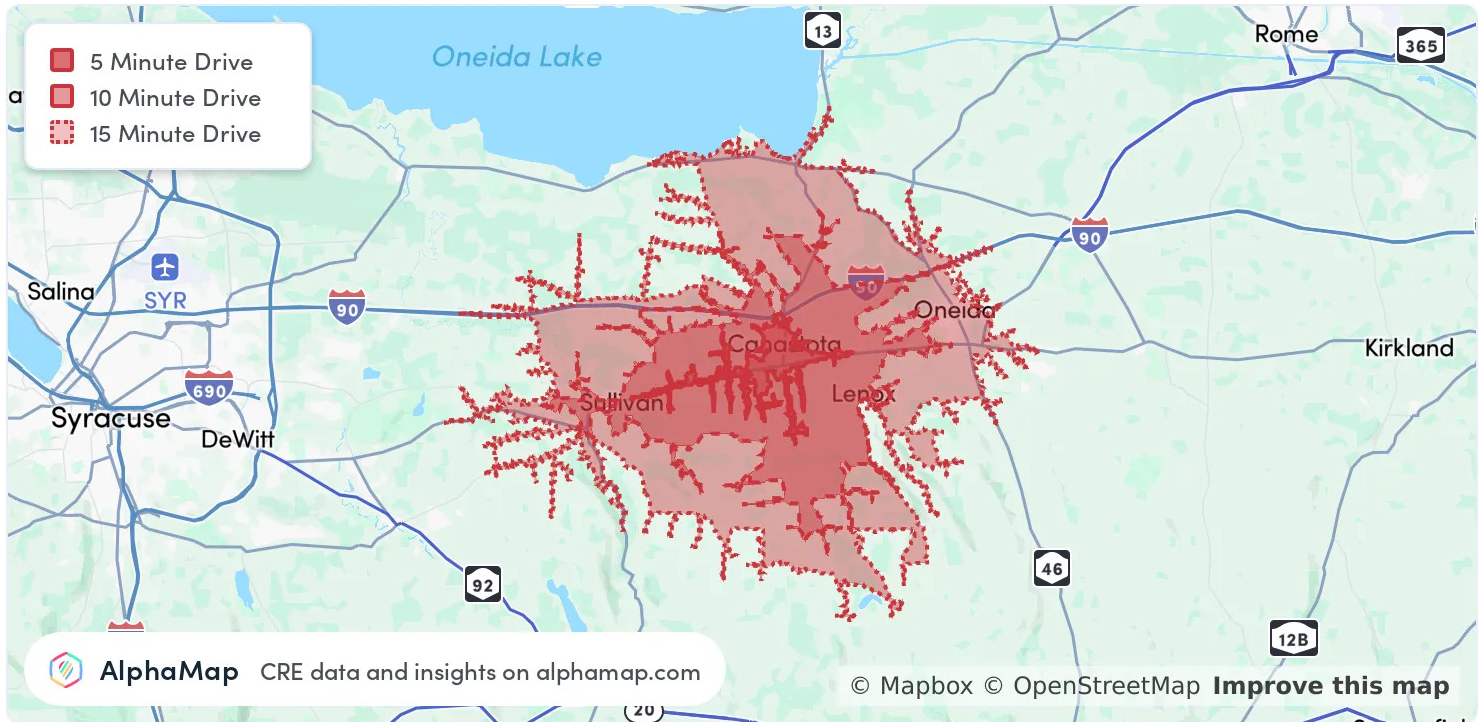 5 Minute Drive
10 Minute Drive
15 Minute Drive
Oneida Lake
13
Rome
365
90
Salina
SYR
90
90
Oneida
Canastota
Kirkland
690
Sullivan
Lenox
Syracuse
DeWitt
92
46
12B
AlphaMap CRE data and insights on alphamap.com
© Mapbox © OpenStreetMap Improve this map
20